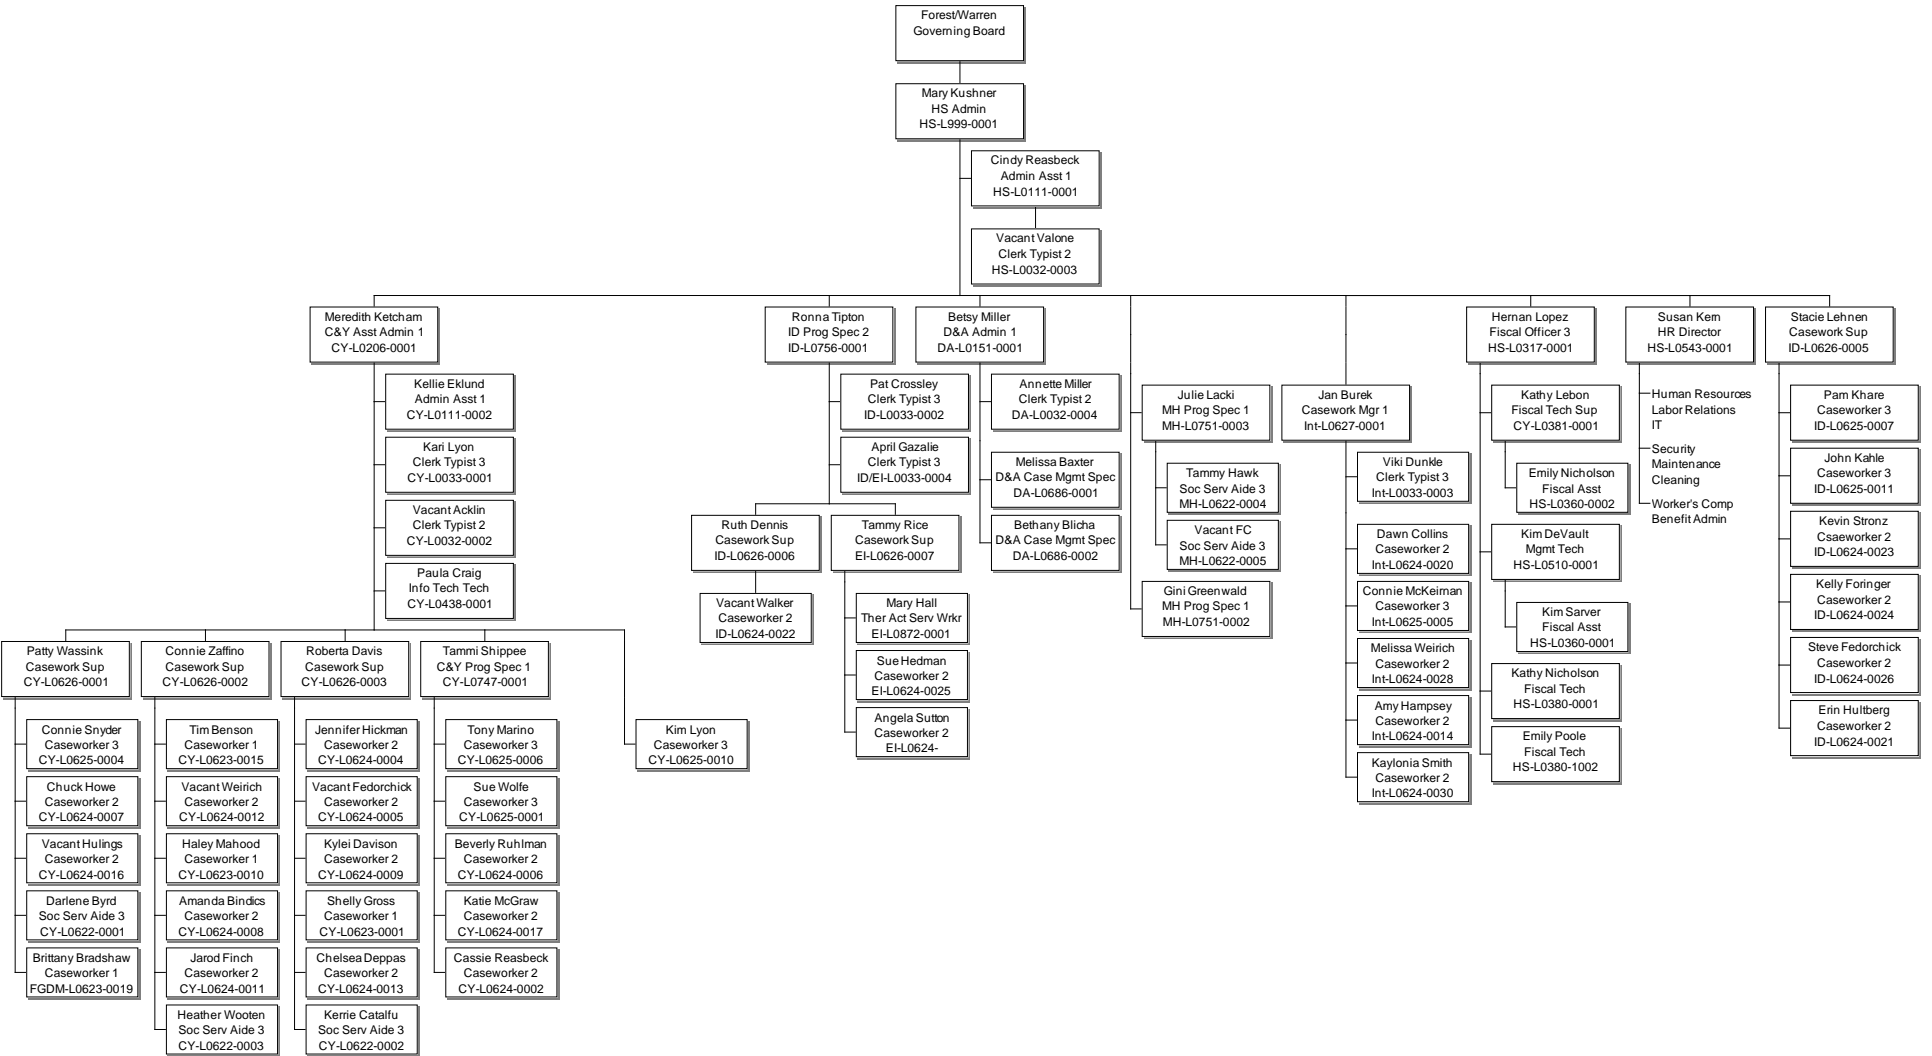 Forest/Warren
Governing Board
Mary Kushner
HS Admin
HS-L999-0001
Cindy Reasbeck
Admin Asst 1
HS-L0111-0001
Vacant Valone
Clerk Typist 2
HS-L0032-0003
Meredith Ketcham
C&Y Asst Admin 1
CY-L0206-0001
Kellie Eklund
Admin Asst 1
CY-L0111-0002
Kari Lyon
Clerk Typist 3
CY-L0033-0001
Vacant Acklin
Clerk Typist 2
CY-L0032-0002
Paula Craig
Info Tech Tech
CY-L0438-0001
Patty Wassink
Casework Sup
CY-L0626-0001
Connie Snyder
Caseworker 3
CY-L0625-0004
Chuck Howe
Caseworker 2
CY-L0624-0007
Vacant Hulings
Caseworker 2
CY-L0624-0016
Darlene Byrd
Soc Serv Aide 3
CY-L0622-0001
Brittany Bradshaw
Caseworker 1
FGDM-L0623-0019
Connie Zaffino
Casework Sup
CY-L0626-0002
Tim Benson
Caseworker 1
CY-L0623-0015
Vacant Weirich
Caseworker 2
CY-L0624-0012
Haley Mahood
Caseworker 1
CY-L0623-0010
Amanda Bindics
Caseworker 2
CY-L0624-0008
Jarod Finch
Caseworker 2
CY-L0624-0011
Heather Wooten
Soc Serv Aide 3
CY-L0622-0003
Roberta Davis
Casework Sup
CY-L0626-0003
Jennifer Hickman
Caseworker 2
CY-L0624-0004
Vacant Fedorchick
Caseworker 2
CY-L0624-0005
Kylei Davison
Caseworker 2
CY-L0624-0009
Shelly Gross
Caseworker 1
CY-L0623-0001
Chelsea Deppas
Caseworker 2
CY-L0624-0013
Kerrie Catalfu
Soc Serv Aide 3
CY-L0622-0002
Tammi Shippee
C&Y Prog Spec 1
CY-L0747-0001
Tony Marino
Caseworker 3
CY-L0625-0006
Sue Wolfe
Caseworker 3
CY-L0625-0001
Beverly Ruhlman
Caseworker 2
CY-L0624-0006
Katie McGraw
Caseworker 2
CY-L0624-0017
Cassie Reasbeck
Caseworker 2
CY-L0624-0002
Kim Lyon
Caseworker 3
CY-L0625-0010
Ronna Tipton
ID Prog Spec 2
ID-L0756-0001
Pat Crossley
Clerk Typist 3
ID-L0033-0002
April Gazalie
Clerk Typist 3
ID/EI-L0033-0004
Ruth Dennis
Casework Sup
ID-L0626-0006
Vacant Walker
Caseworker 2
ID-L0624-0022
Tammy Rice
Casework Sup
EI-L0626-0007
Mary Hall
Ther Act Serv Wrkr
EI-L0872-0001
Sue Hedman
Caseworker 2
EI-L0624-0025
Angela Sutton
Caseworker 2
EI-L0624-
Betsy Miller
D&A Admin 1
DA-L0151-0001
Annette Miller
Clerk Typist 2
DA-L0032-0004
Melissa Baxter
D&A Case Mgmt Spec
DA-L0686-0001
Bethany Blicha
D&A Case Mgmt Spec
DA-L0686-0002
Julie Lacki
MH Prog Spec 1
MH-L0751-0003
Tammy Hawk
Soc Serv Aide 3
MH-L0622-0004
Vacant FC
Soc Serv Aide 3
MH-L0622-0005
Gini Greenwald
MH Prog Spec 1
MH-L0751-0002
Jan Burek
Casework Mgr 1
Int-L0627-0001
Viki Dunkle
Clerk Typist 3
Int-L0033-0003
Dawn Collins
Caseworker 2
Int-L0624-0020
Connie McKeirnan
Caseworker 3
Int-L0625-0005
Melissa Weirich
Caseworker 2
Int-L0624-0028
Amy Hampsey
Caseworker 2
Int-L0624-0014
Kaylonia Smith
Caseworker 2
Int-L0624-0030
Hernan Lopez
Fiscal Officer 3
HS-L0317-0001
Kathy Lebon
Fiscal Tech Sup
CY-L0381-0001
Emily Nicholson
Fiscal Asst
HS-L0360-0002
Kim DeVault
Mgmt Tech
HS-L0510-0001
Kim Sarver
Fiscal Asst
HS-L0360-0001
Kathy Nicholson
Fiscal Tech
HS-L0380-0001
Emily Poole
Fiscal Tech
HS-L0380-1002
Susan Kern
HR Director
HS-L0543-0001
Human Resources
Labor Relations
IT
Security
Maintenance
Cleaning
Worker's Comp
Benefit Admin
Stacie Lehnen
Casework Sup
ID-L0626-0005
Pam Khare
Caseworker 3
ID-L0625-0007
John Kahle
Caseworker 3
ID-L0625-0011
Kevin Stronz
Csaeworker 2
ID-L0624-0023
Kelly Foringer
Caseworker 2
ID-L0624-0024
Steve Fedorchick
Caseworker 2
ID-L0624-0026
Erin Hultberg
Caseworker 2
ID-L0624-0021